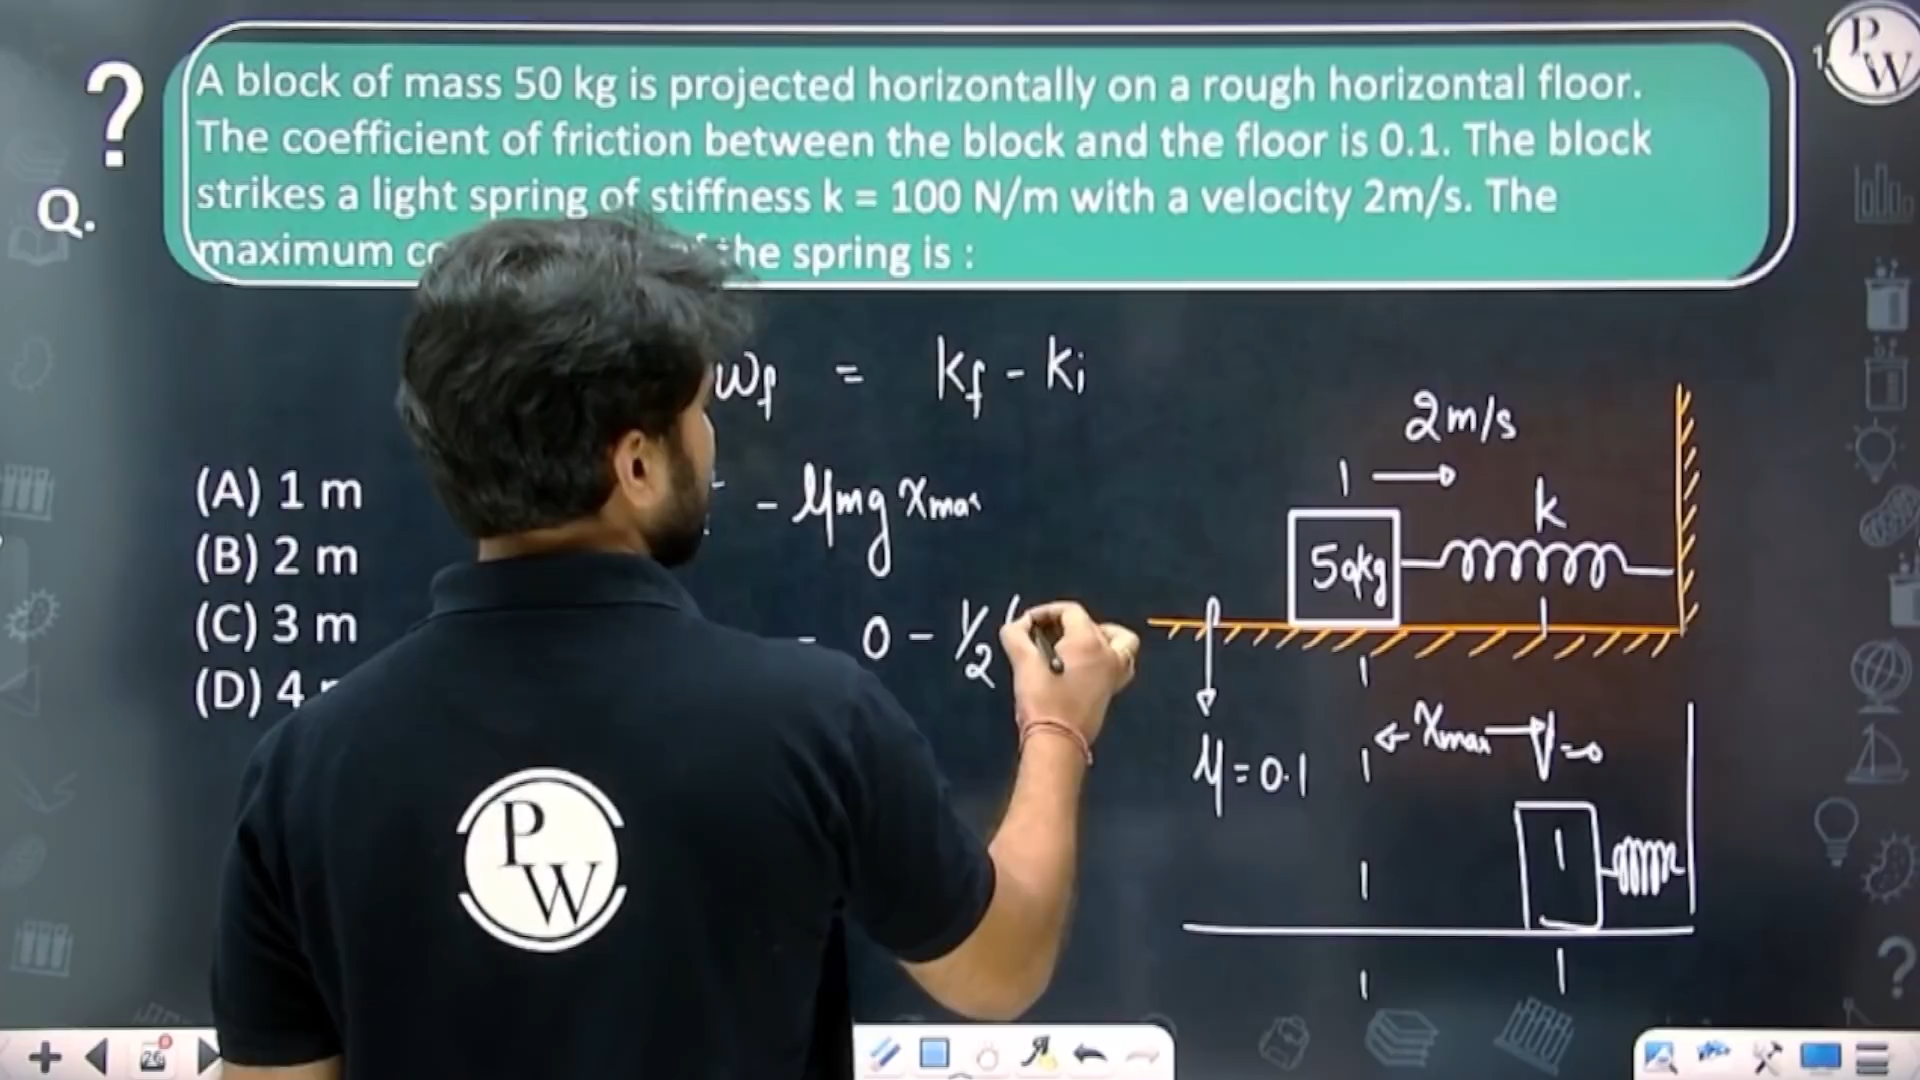 ?
Q.
A block of mass 50 kg is projected horizontally on a rough horizontal floor.
The coefficient of friction between the block and the floor is 0.1. The block
strikes a light spring of stiffness k = 100 N/m with a velocity 2m/s. The
maximum co the spring is :
P
W
wf = kf - ki
(A) 1 m
(B) 2 m
(C) 3 m
(D) 4
- μmg xmax
0 - 1/2
2m/s
k
50kg
xmax
V=0
μ=0.1
P
W
26